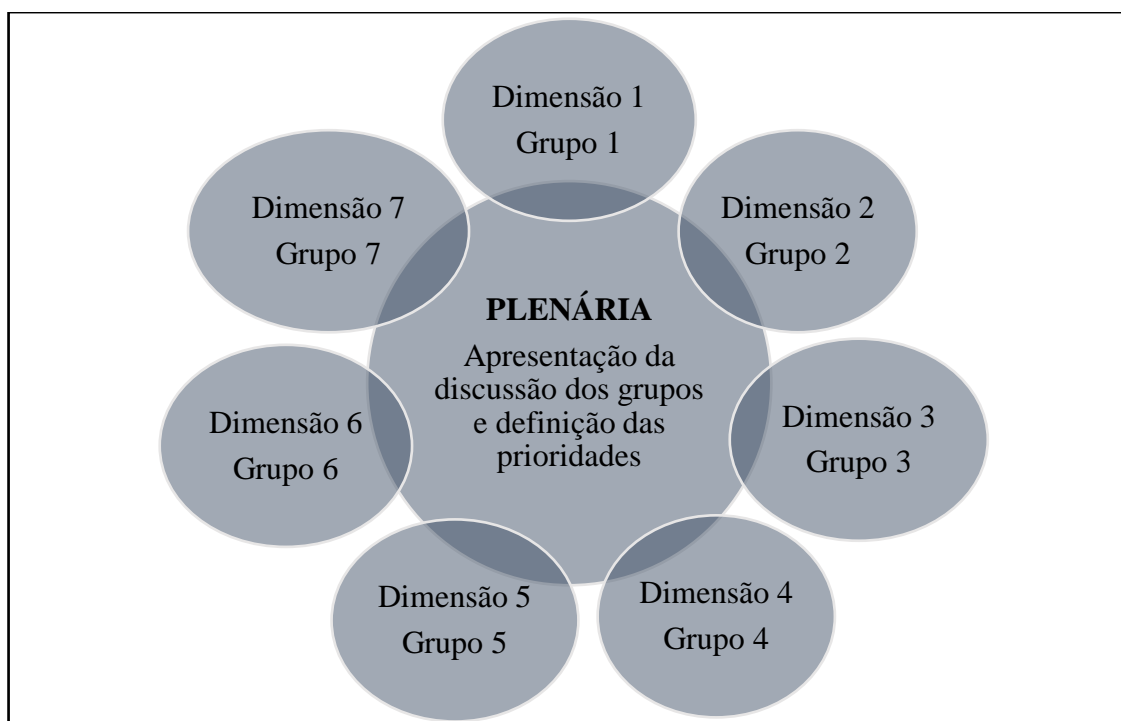 Dimensão 1
Grupo 1
Dimensão 2
Grupo 2
Dimensão 3
Grupo 3
Dimensão 4
Grupo 4
Dimensão 5
Grupo 5
Dimensão 6
Grupo 6
Dimensão 7
Grupo 7
PLENÁRIA
Apresentação da
discussão dos grupos
e definição das
prioridades